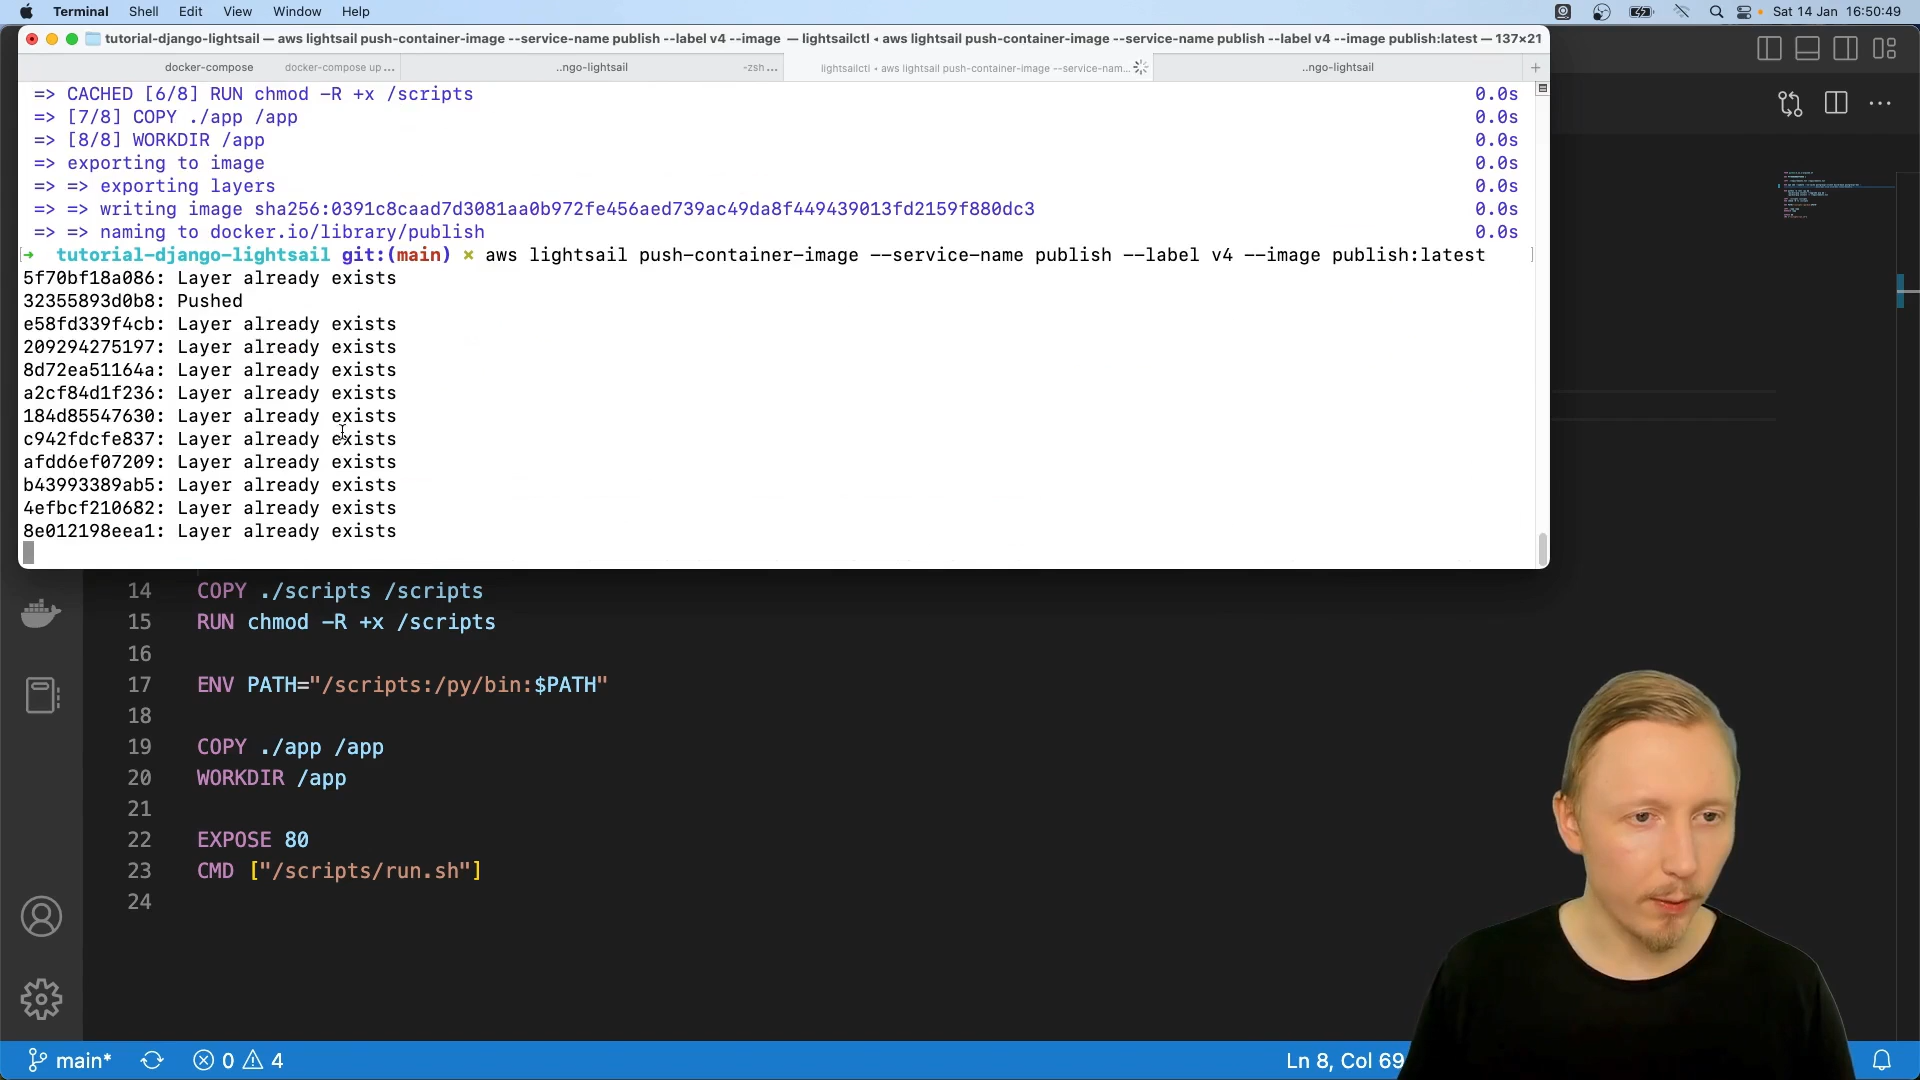 Terminal Shell Edit View Window Help Sat 14 Jan 16:50:49
tutorial-django-lightsail — aws lightsail push-container-image --service-name publish --label v4 --image — lightsailctl ◂ aws lightsail push-container-image --service-name publish --label v4 --image publish:latest — 137×21
docker-compose docker-compose up ... ..ngo-lightsail -zsh ... lightsailctl ◂ aws lightsail push-container-image --service-nam... ..ngo-lightsail +
=> CACHED [6/8] RUN chmod -R +x /scripts 0.0s
=> [7/8] COPY ./app /app 0.0s
=> [8/8] WORKDIR /app 0.0s
=> exporting to image 0.0s
=> => exporting layers 0.0s
=> => writing image sha256:0391c8caad7d3081aa0b972fe456aed739ac49da8f449439013fd2159f880dc3 0.0s
=> => naming to docker.io/library/publish 0.0s
→ tutorial-django-lightsail git:(main) ✗ aws lightsail push-container-image --service-name publish --label v4 --image publish:latest
5f70bf18a086: Layer already exists
32355893d0b8: Pushed
e58fd339f4cb: Layer already exists
209294275197: Layer already exists
8d72ea51164a: Layer already exists
a2cf84d1f236: Layer already exists
184d85547630: Layer already exists
c942fdcfe837: Layer already exists
afdd6ef07209: Layer already exists
b43993389ab5: Layer already exists
4efbcf210682: Layer already exists
8e012198eea1: Layer already exists
14 COPY ./scripts /scripts
15 RUN chmod -R +x /scripts
16
17 ENV PATH="/scripts:/py/bin:$PATH"
18
19 COPY ./app /app
20 WORKDIR /app
21
22 EXPOSE 80
23 CMD ["/scripts/run.sh"]
24
main* 0 4 Ln 8, Col 69